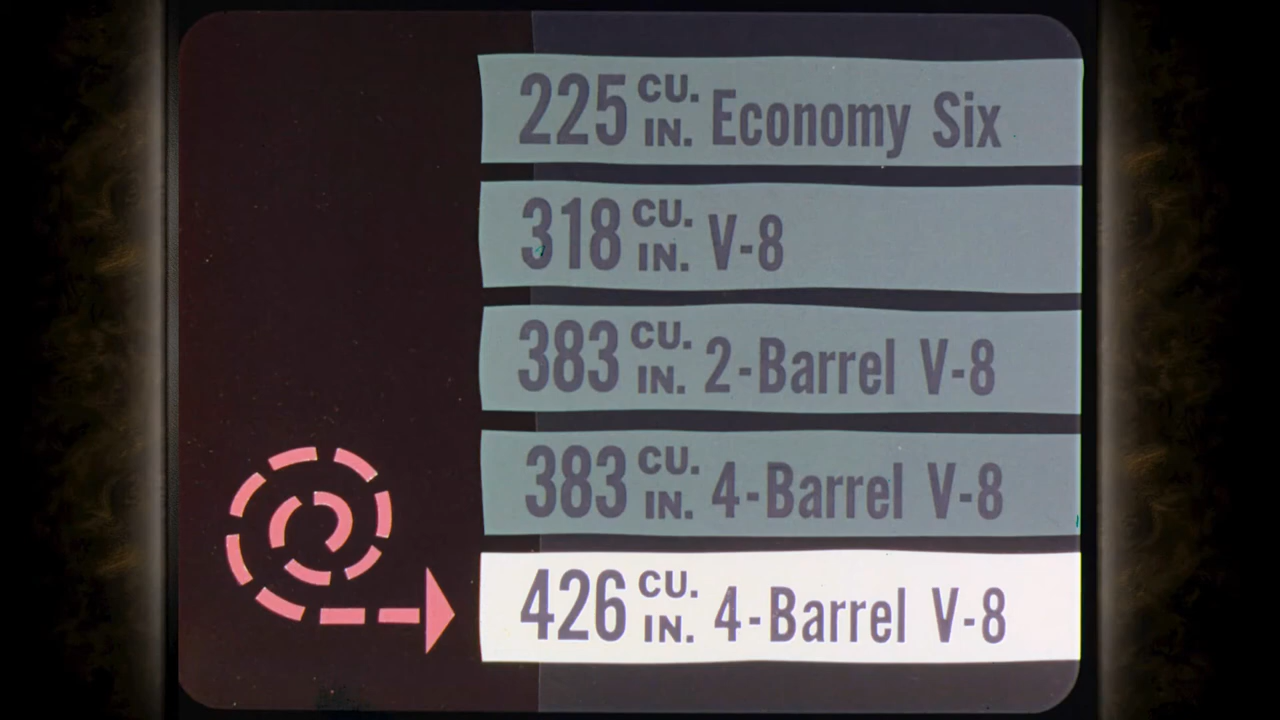 225 CU. IN. Economy Six
318 CU. IN. V-8
383 CU. IN. 2-Barrel V-8
383 CU. IN. 4-Barrel V-8
426 CU. IN. 4-Barrel V-8